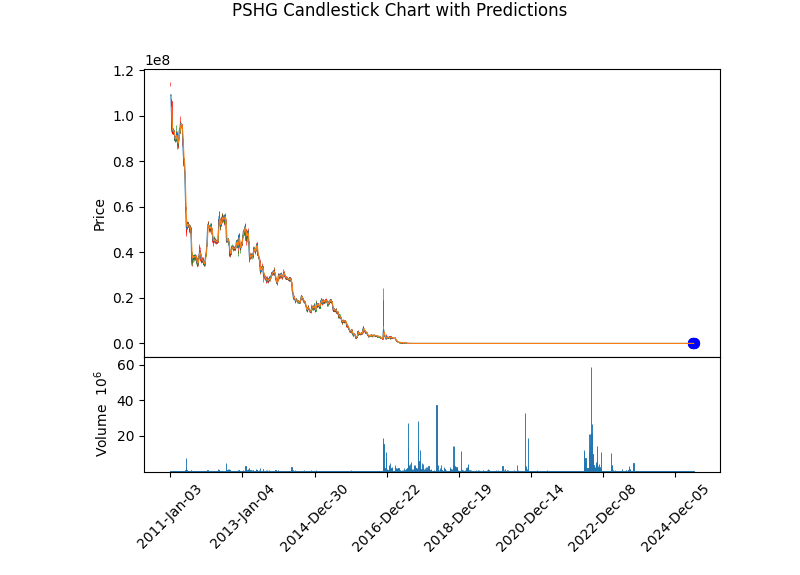 PSHG Candlestick Chart with Predictions
1e8
1.2
1.0
0.8
0.6
0.4
0.2
0.0
Price
60
40
20
Volume 10^6
2011-Jan-03
2013-Jan-04
2014-Dec-30
2016-Dec-22
2018-Dec-19
2020-Dec-14
2022-Dec-08
2024-Dec-05